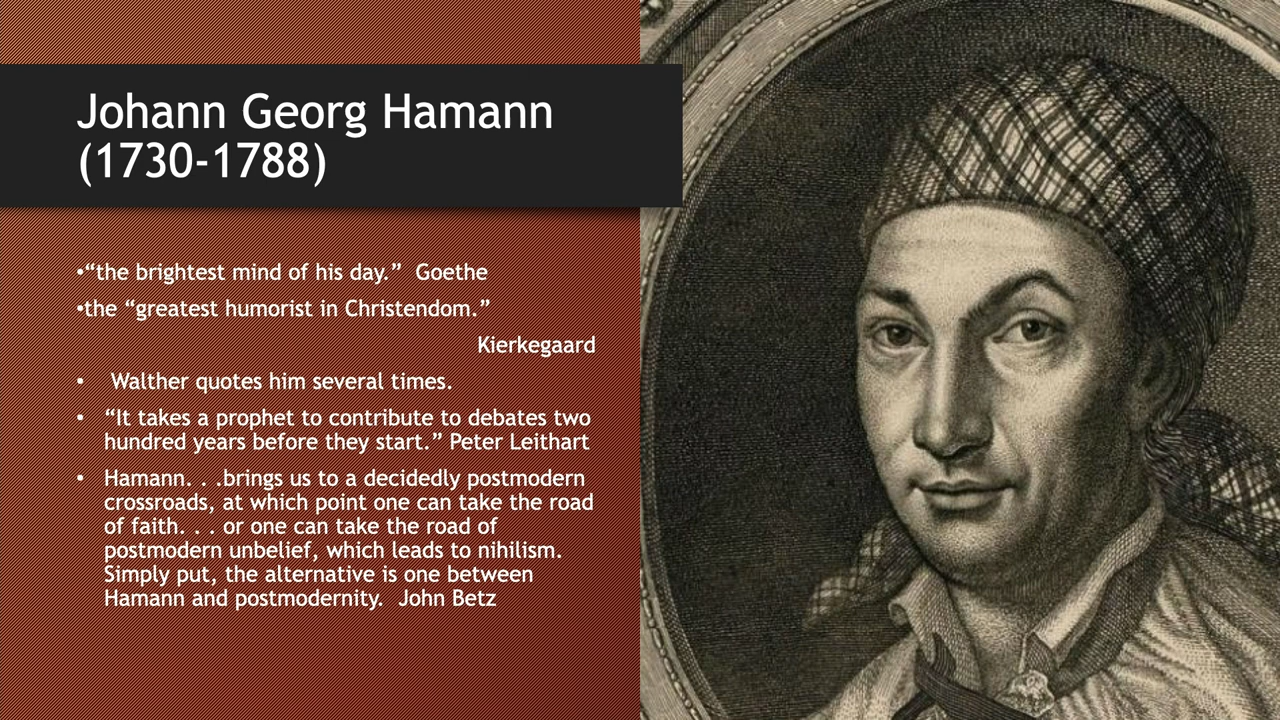 Johann Georg Hamann
(1730-1788)
•“the brightest mind of his day.”  Goethe
•the “greatest humorist in Christendom.”
Kierkegaard
•  Walther quotes him several times.
• “It takes a prophet to contribute to debates two
hundred years before they start.” Peter Leithart
• Hamann. . .brings us to a decidedly postmodern
crossroads, at which point one can take the road
of faith. . . or one can take the road of
postmodern unbelief, which leads to nihilism.
Simply put, the alternative is one between
Hamann and postmodernity.  John Betz